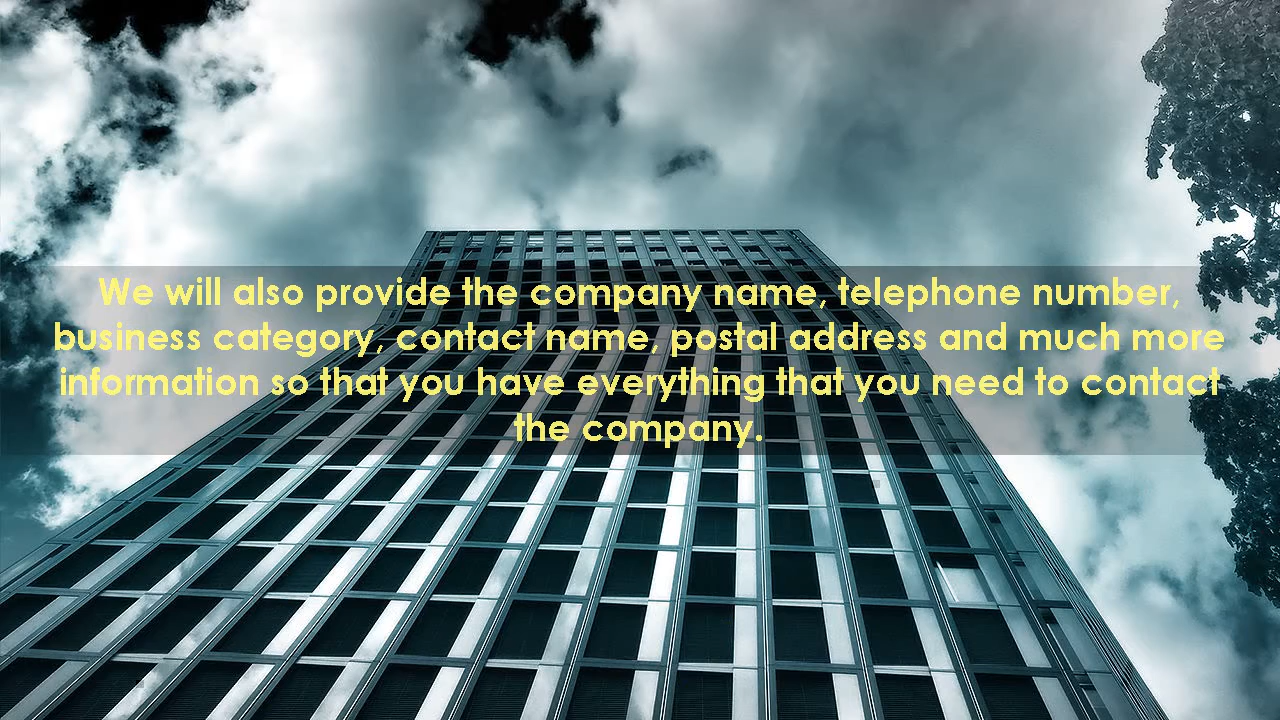 We will also provide the company name, telephone number,
business category, contact name, postal address and much more
information so that you have everything that you need to contact
the company.